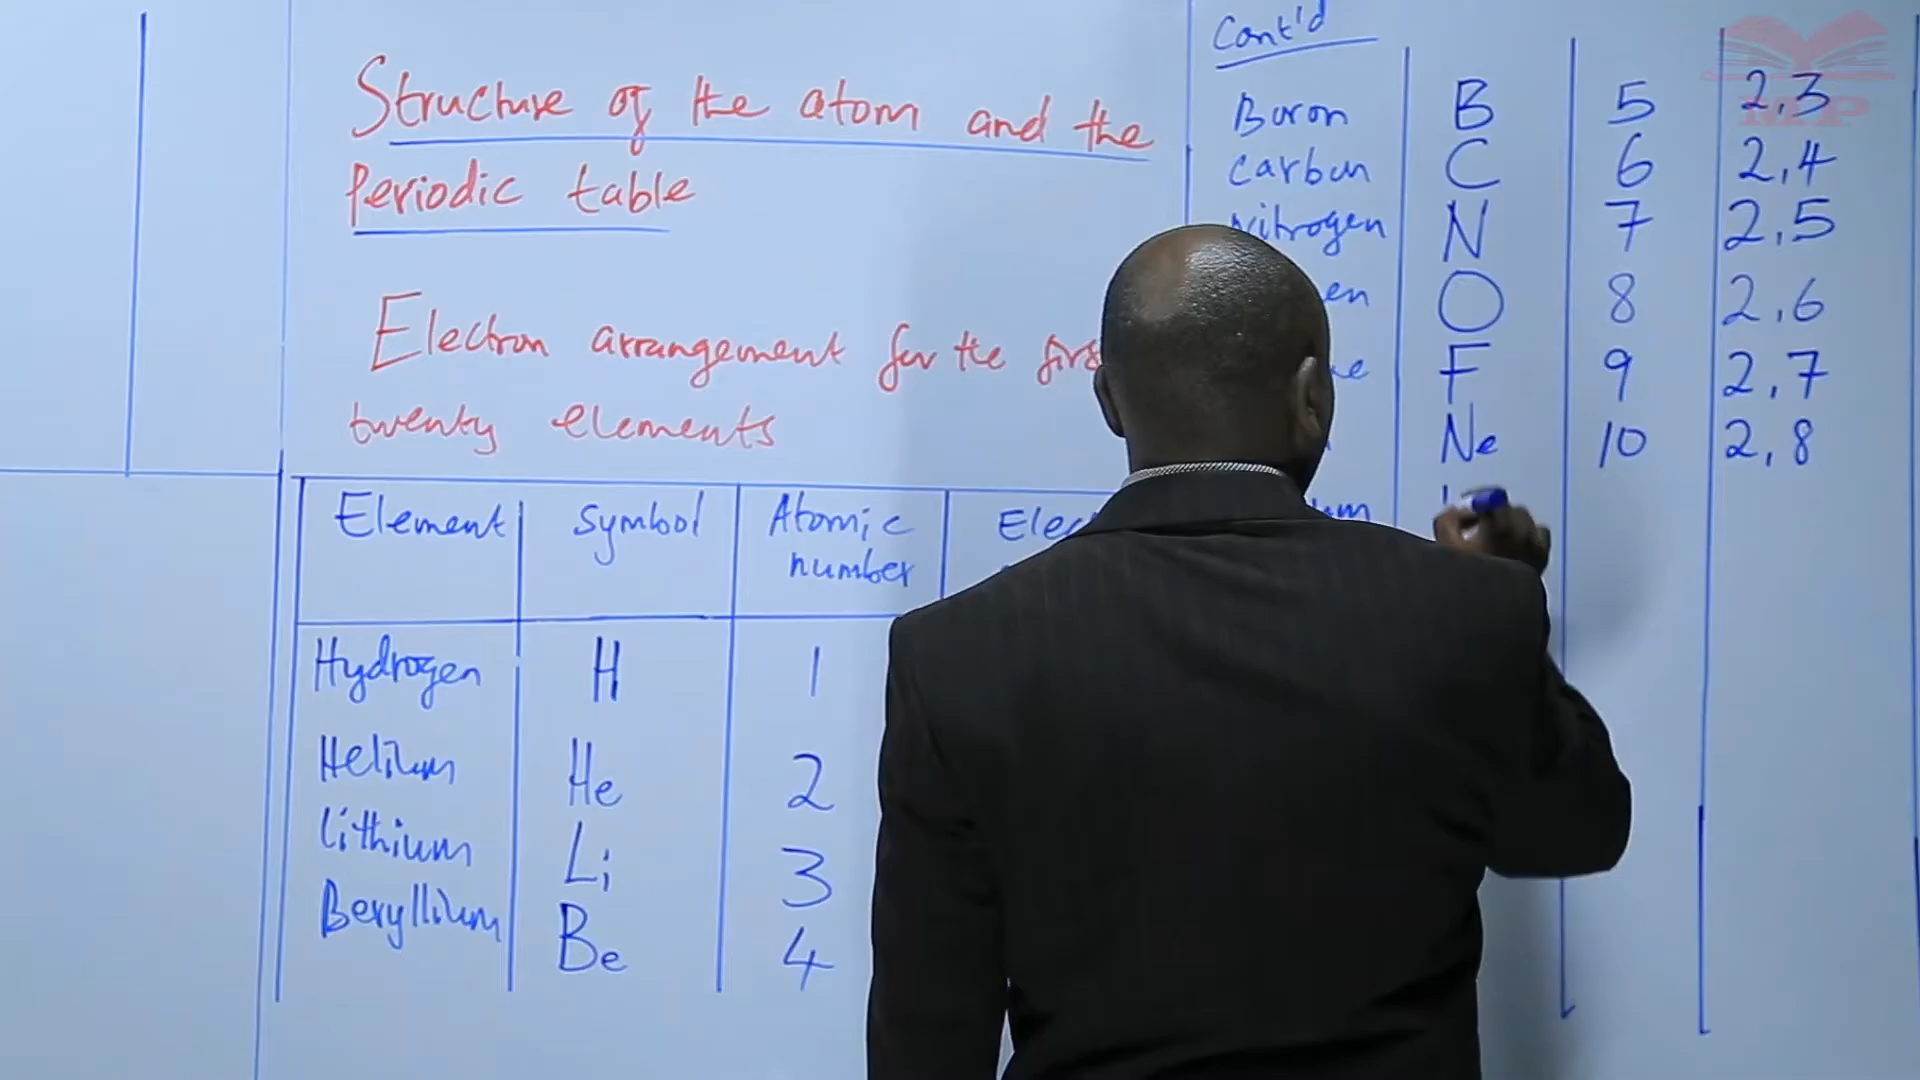 Structure of the atom and the
Periodic table
Electron arrangement for the
twenty elements
Element symbol Atomic number
Hydrogen H 1
Helium He 2
Lithium Li 3
Beryllium Be 4
Cont'd
Boron B 5 2,3
Carbon C 6 2,4
Nitrogen N 7 2,5
O 8 2,6
F 9 2,7
Ne 10 2,8
MP